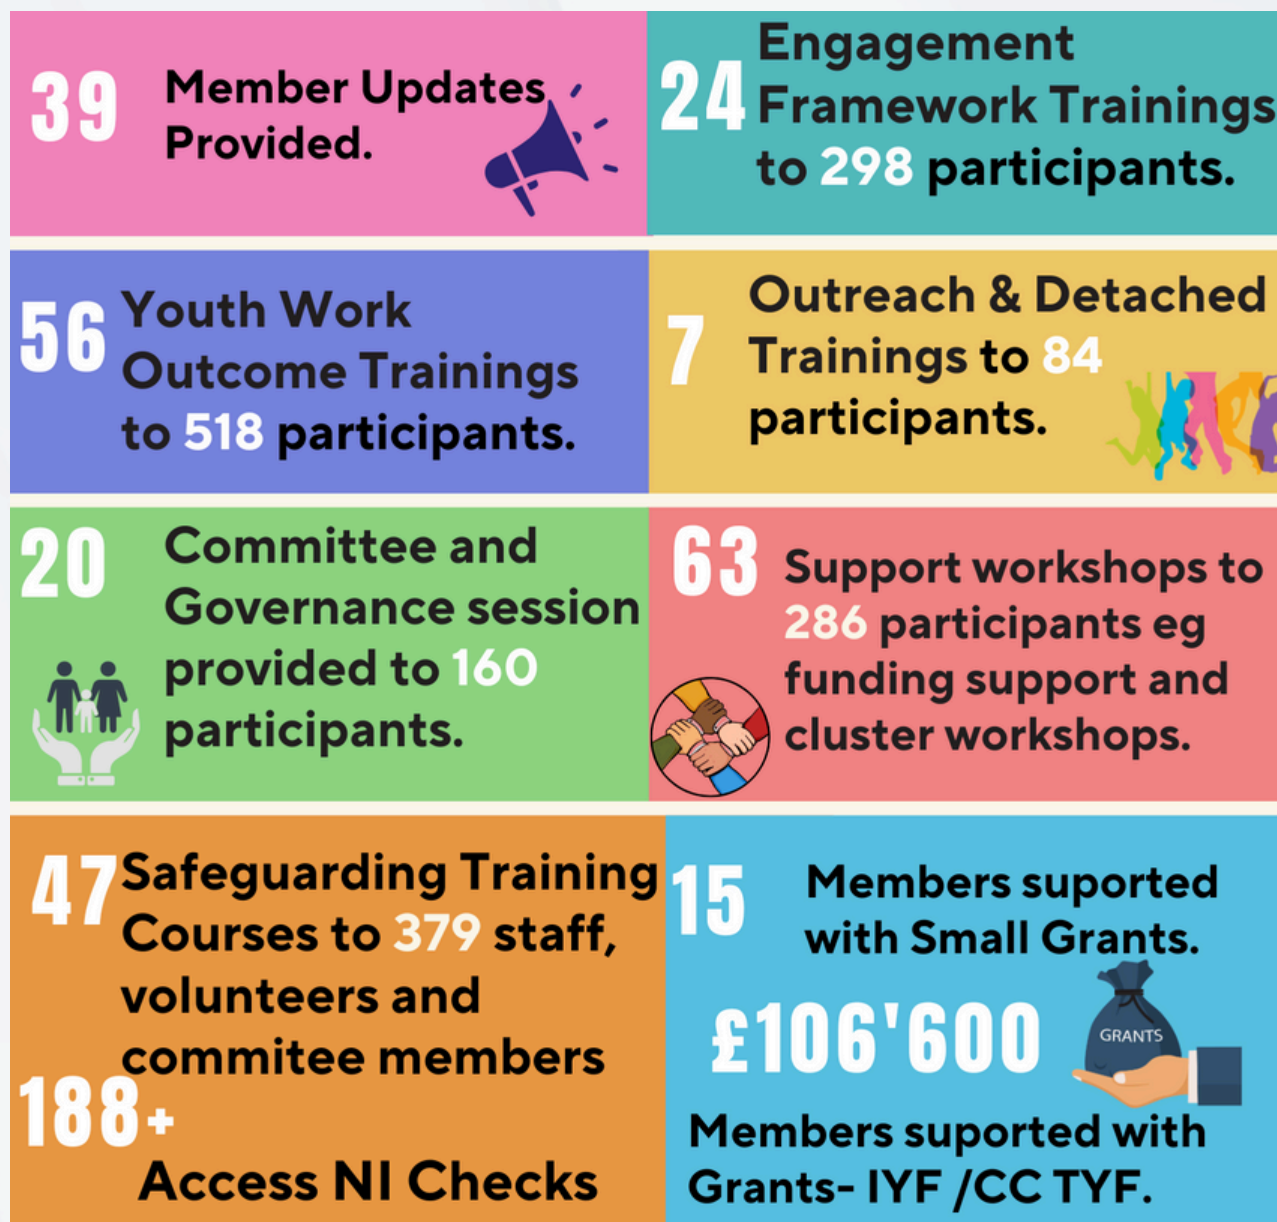 39
Member Updates
Provided.
24
Engagement
Framework Trainings
to 298 participants.
56
Youth Work
Outcome Trainings
to 518 participants.
7
Outreach & Detached
Trainings to 84
participants.
20
Committee and
Governance session
provided to 160
participants.
63
Support workshops to
286 participants eg
funding support and
cluster workshops.
47
Safeguarding Training
Courses to 379 staff,
volunteers and
commitee members
188+
Access NI Checks
15
Members suported
with Small Grants.
£106'600
GRANTS
Members suported with
Grants- IYF /CC TYF.